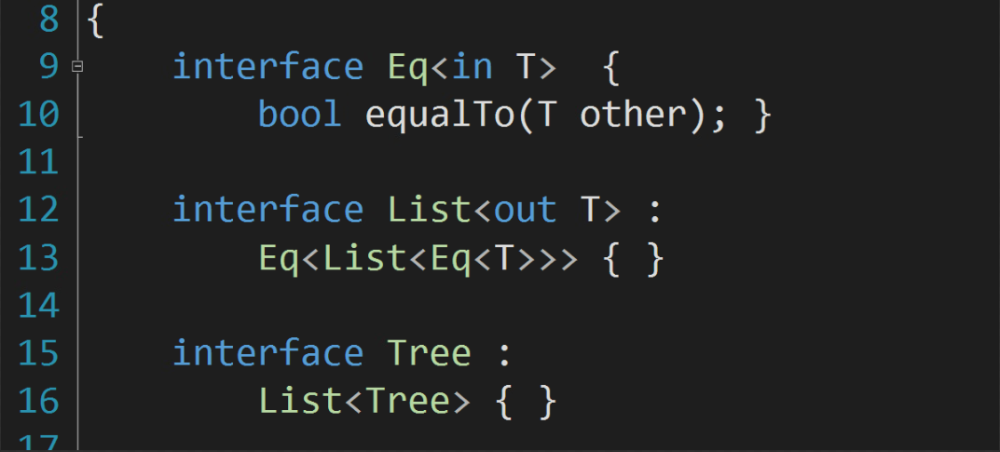 8 {
9 interface Eq<in T> {
10 bool equalTo(T other); }
11
12 interface List<out T> :
13 Eq<List<Eq<T>>> { }
14
15 interface Tree :
16 List<Tree> { }
17